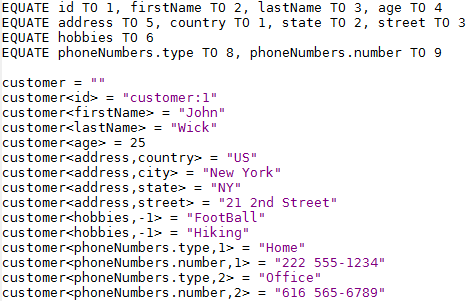 EQUATE id TO 1, firstName TO 2, lastName TO 3, age TO 4
EQUATE address TO 5, country TO 1, state TO 2, street TO 3
EQUATE hobbies TO 6
EQUATE phoneNumbers.type TO 8, phoneNumbers.number TO 9

customer = ""
customer<id> = "customer:1"
customer<firstName> = "John"
customer<lastName> = "Wick"
customer<age> = 25
customer<address,country> = "US"
customer<address,city> = "New York"
customer<address,state> = "NY"
customer<address,street> = "21 2nd Street"
customer<hobbies,-1> = "FootBall"
customer<hobbies,-1> = "Hiking"
customer<phoneNumbers.type,1> = "Home"
customer<phoneNumbers.number,1> = "222 555-1234"
customer<phoneNumbers.type,2> = "Office"
customer<phoneNumbers.number,2> = "616 565-6789"